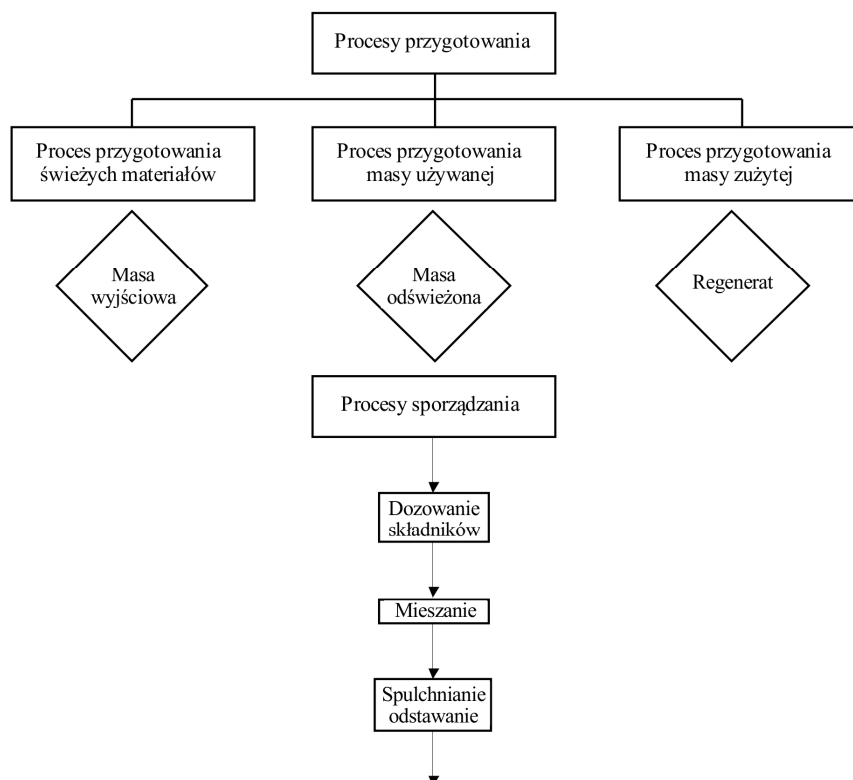 Procesy przygotowania
Proces przygotowania
świeżych materiałów
Proces przygotowania
masy używanej
Proces przygotowania
masy zużytej
Masa
wyjściowa
Masa
odświeżona
Regenerat
Procesy sporządzania
Dozowanie
składników
Mieszanie
Spulchnianie
odstawanie